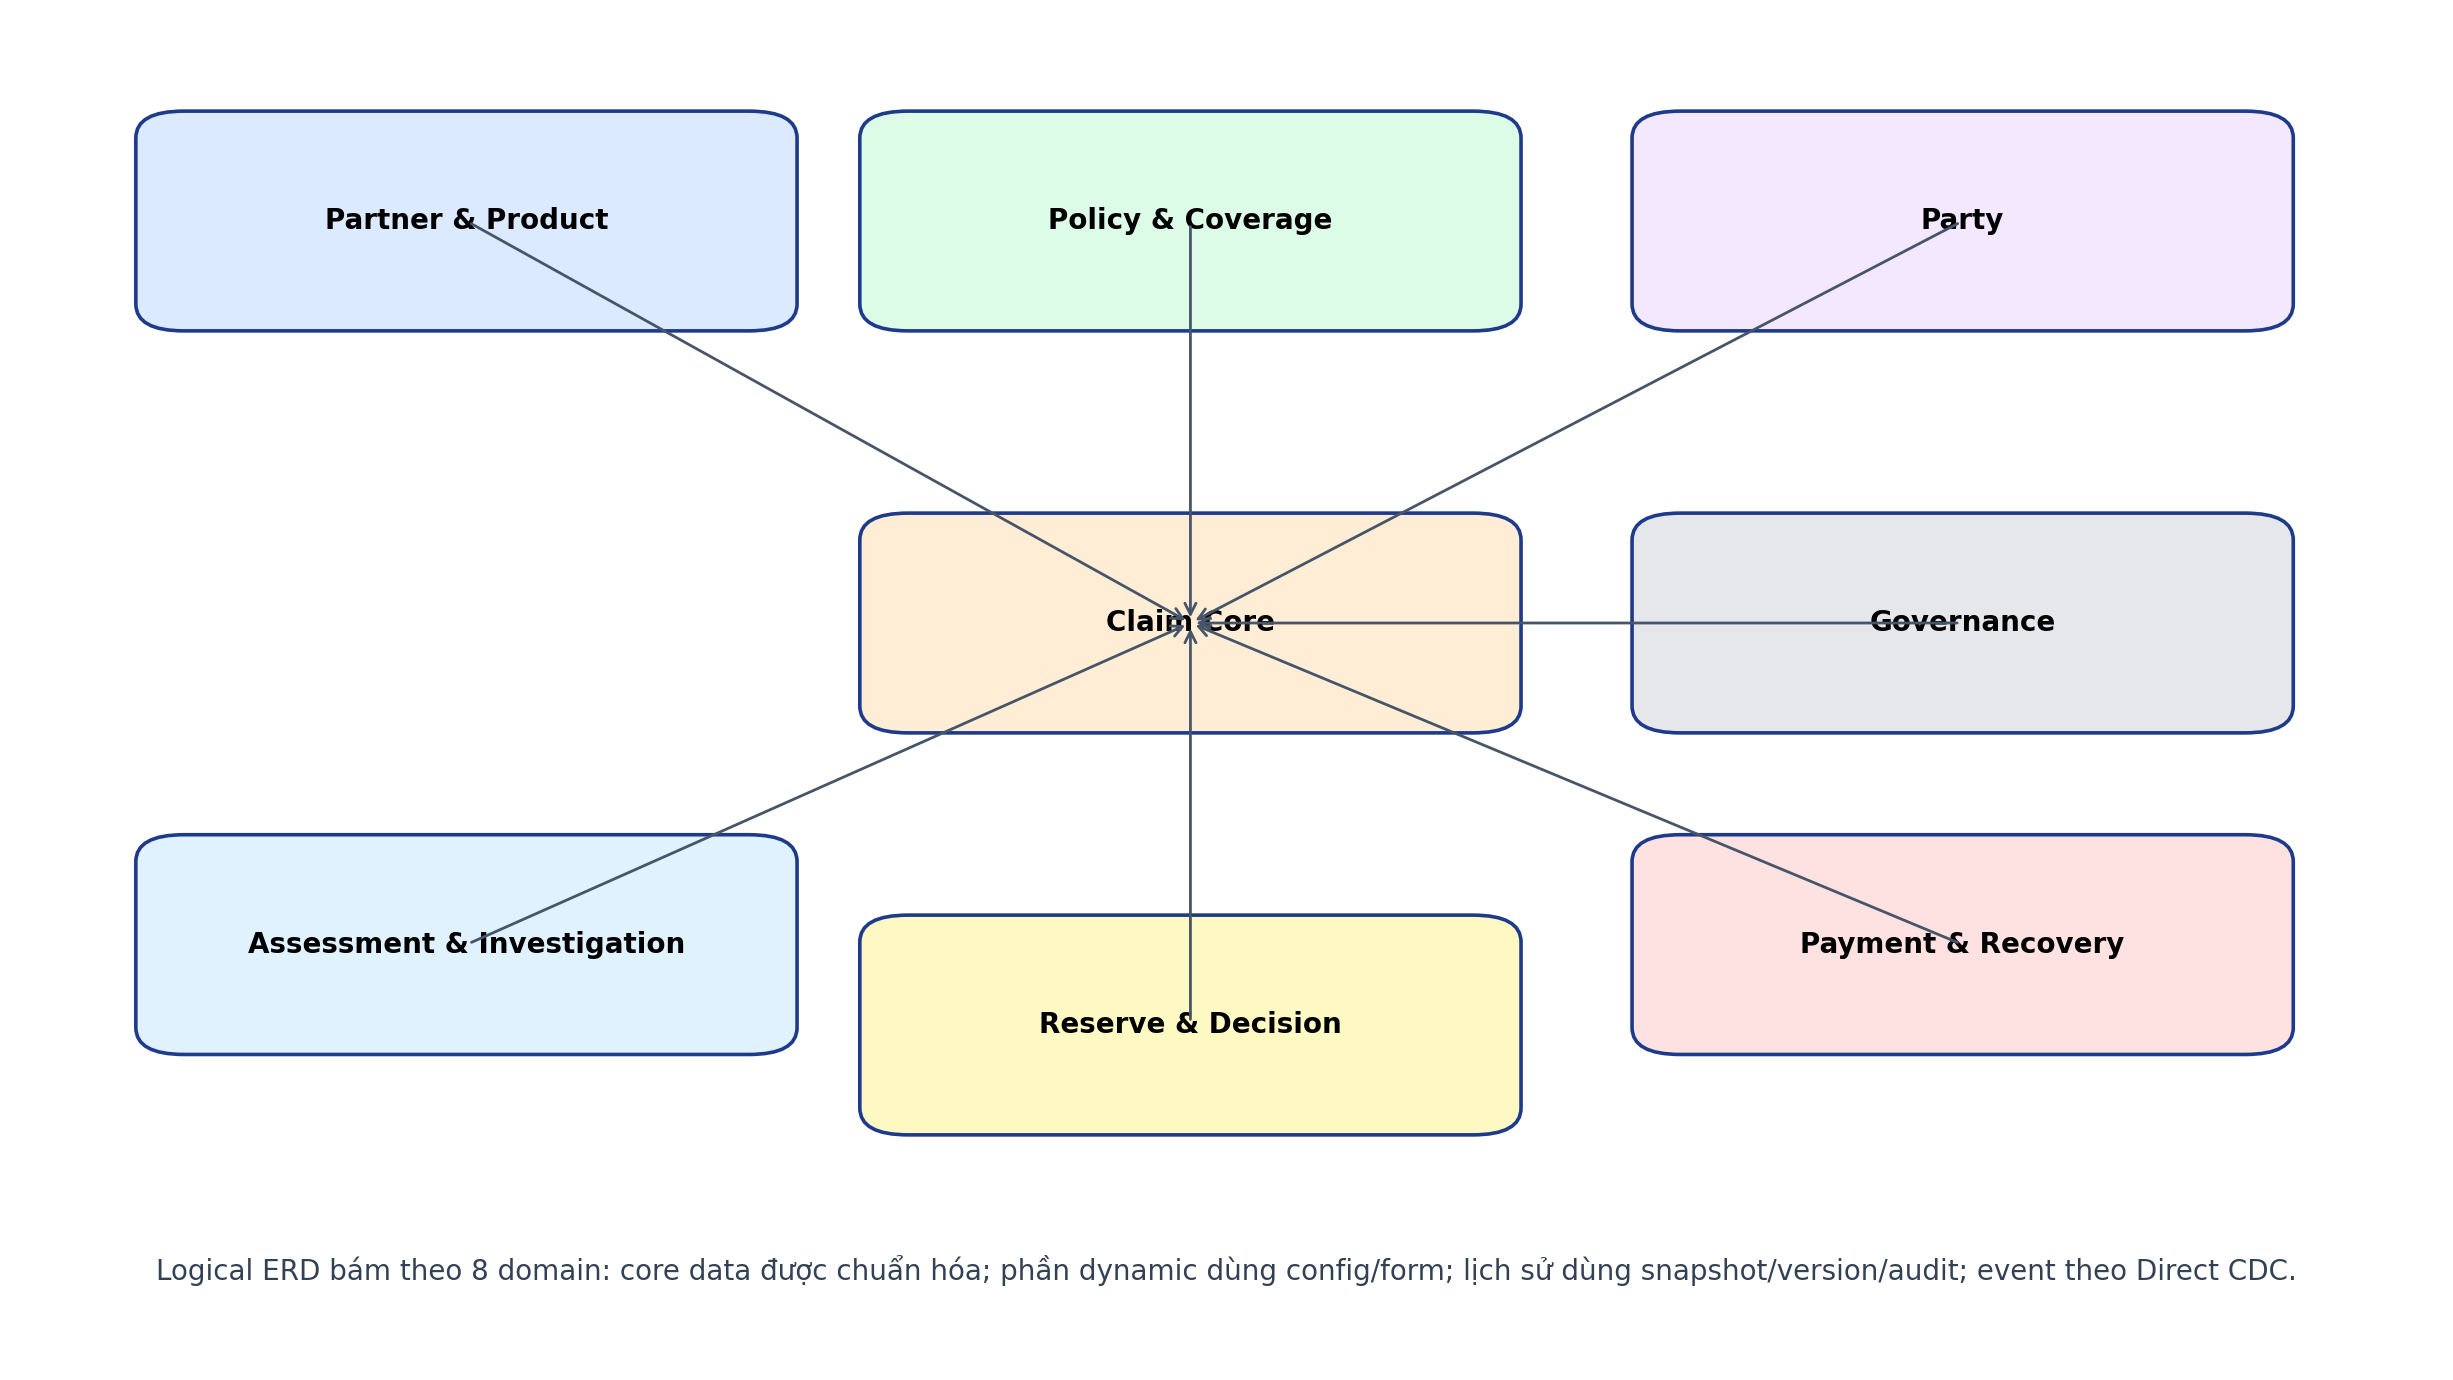 Partner & Product
Policy & Coverage
Party
Claim Core
Governance
Assessment & Investigation
Payment & Recovery
Reserve & Decision
Logical ERD bám theo 8 domain: core data được chuẩn hóa; phần dynamic dùng config/form; lịch sử dùng snapshot/version/audit; event theo Direct CDC.